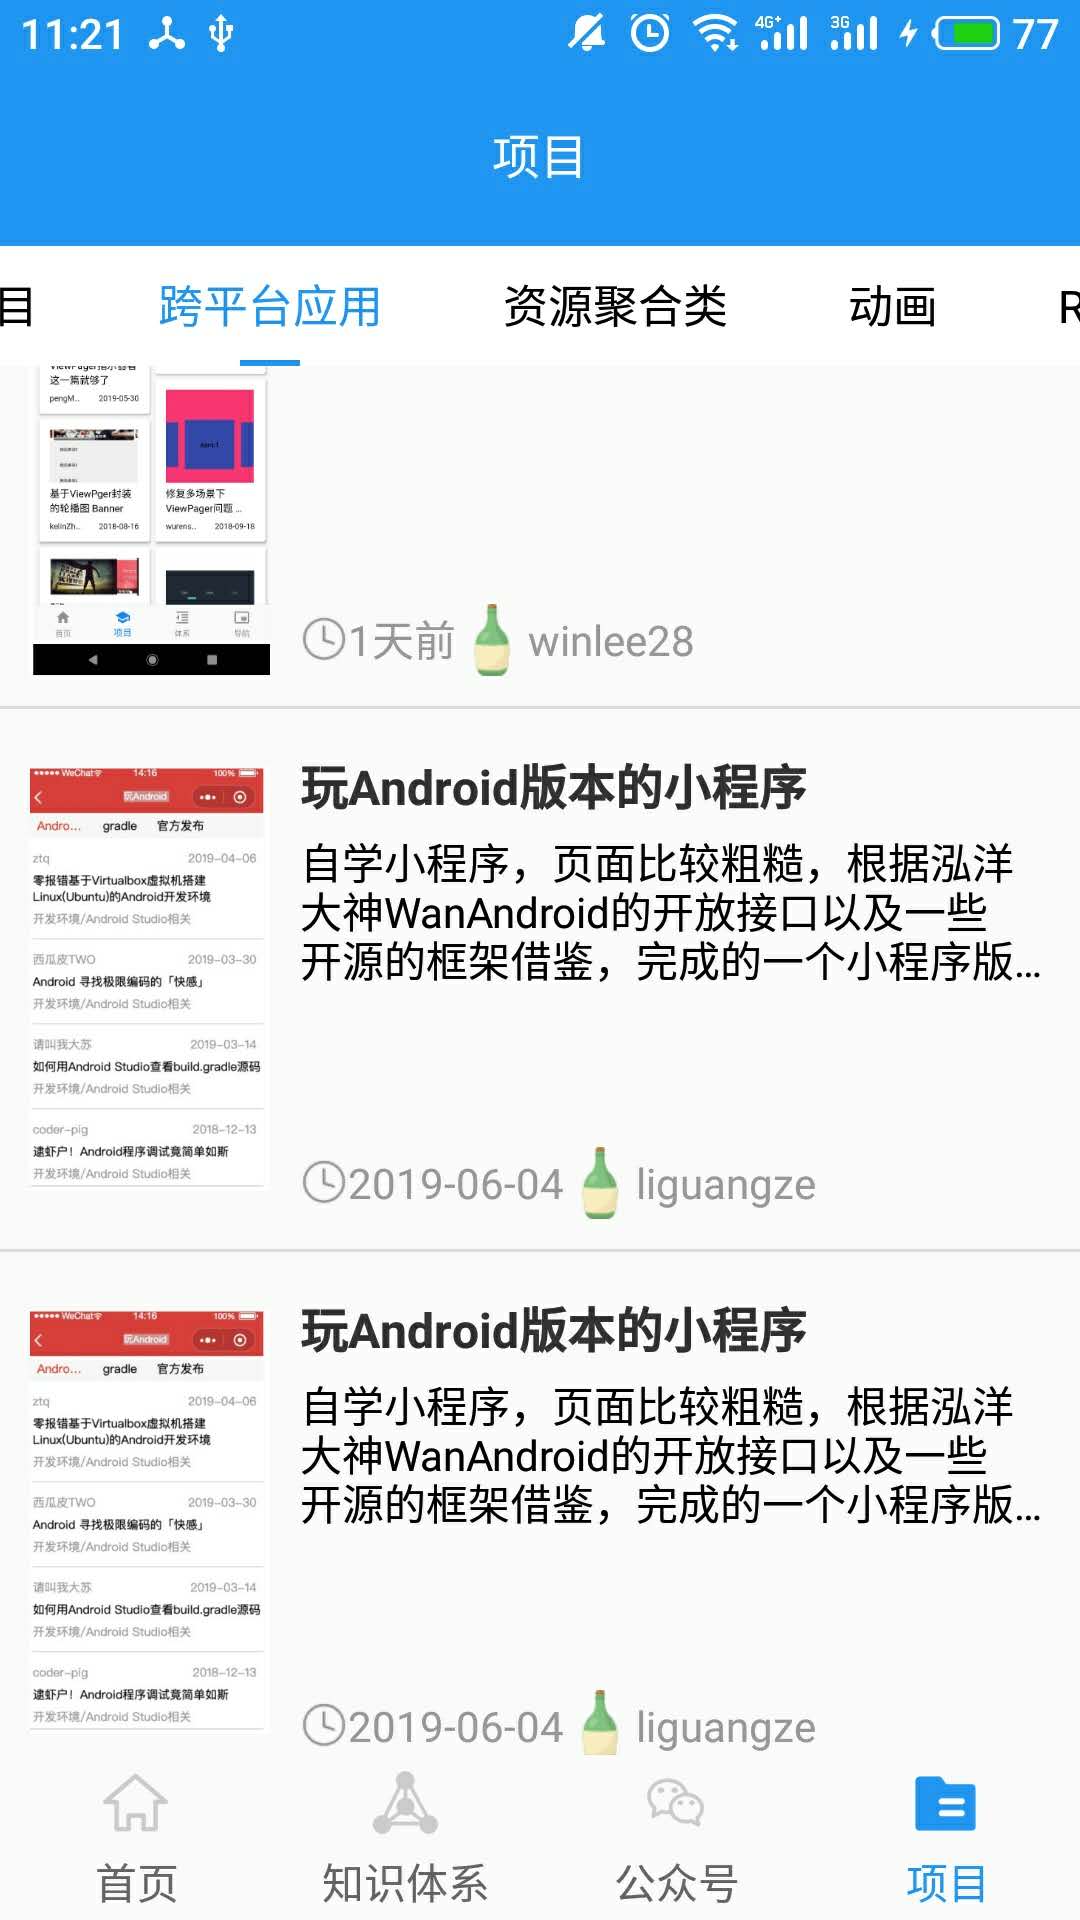 11:21 4G+ 3G 77
项目
目 跨平台应用 资源聚合类 动画 R
ViewPager指示器看
这一篇就够了
pengM.. 2019-05-30
Item:1
基于ViewPger封装
的轮播图 Banner
kelinZh.. 2018-08-16
修复多场景下
ViewPager问题 ...
wurens.. 2018-09-18
首页 项目 体系 导航
1天前 winlee28
WeChat 14:16 100%
玩Android
Andro... gradle 官方发布
ztq 2019-04-06
零报错基于Virtualbox虚拟机搭建
Linux(Ubuntu)的Android开发环境
开发环境/Android Studio相关
西瓜皮TWO 2019-03-30
Android 寻找极限编码的「快感」
开发环境/Android Studio相关
请叫我大苏 2019-03-14
如何用Android Studio查看build.gradle源码
开发环境/Android Studio相关
coder-pig 2018-12-13
逮虾户！Android程序调试竟简单如斯
开发环境/Android Studio相关
玩Android版本的小程序
自学小程序，页面比较粗糙，根据泓洋
大神WanAndroid的开放接口以及一些
开源的框架借鉴，完成的一个小程序版...
2019-06-04 liguangze
WeChat 14:16 100%
玩Android
Andro... gradle 官方发布
ztq 2019-04-06
零报错基于Virtualbox虚拟机搭建
Linux(Ubuntu)的Android开发环境
开发环境/Android Studio相关
西瓜皮TWO 2019-03-30
Android 寻找极限编码的「快感」
开发环境/Android Studio相关
请叫我大苏 2019-03-14
如何用Android Studio查看build.gradle源码
开发环境/Android Studio相关
coder-pig 2018-12-13
逮虾户！Android程序调试竟简单如斯
开发环境/Android Studio相关
玩Android版本的小程序
自学小程序，页面比较粗糙，根据泓洋
大神WanAndroid的开放接口以及一些
开源的框架借鉴，完成的一个小程序版...
2019-06-04 liguangze
首页 知识体系 公众号 项目